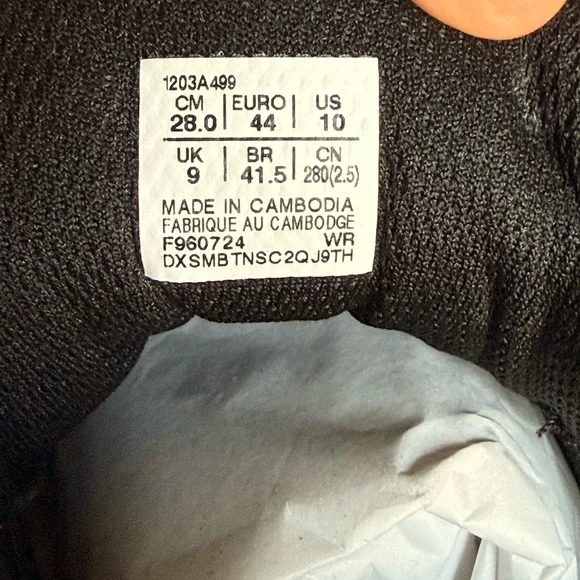 1203A499
CM | EURO | US
28.0 | 44 | 10
UK | BR | CN
9 | 41.5 | 280(2.5)
MADE IN CAMBODIA
FABRIQUE AU CAMBODGE
F960724 WR
DXSMBTNSC2QJ9TH